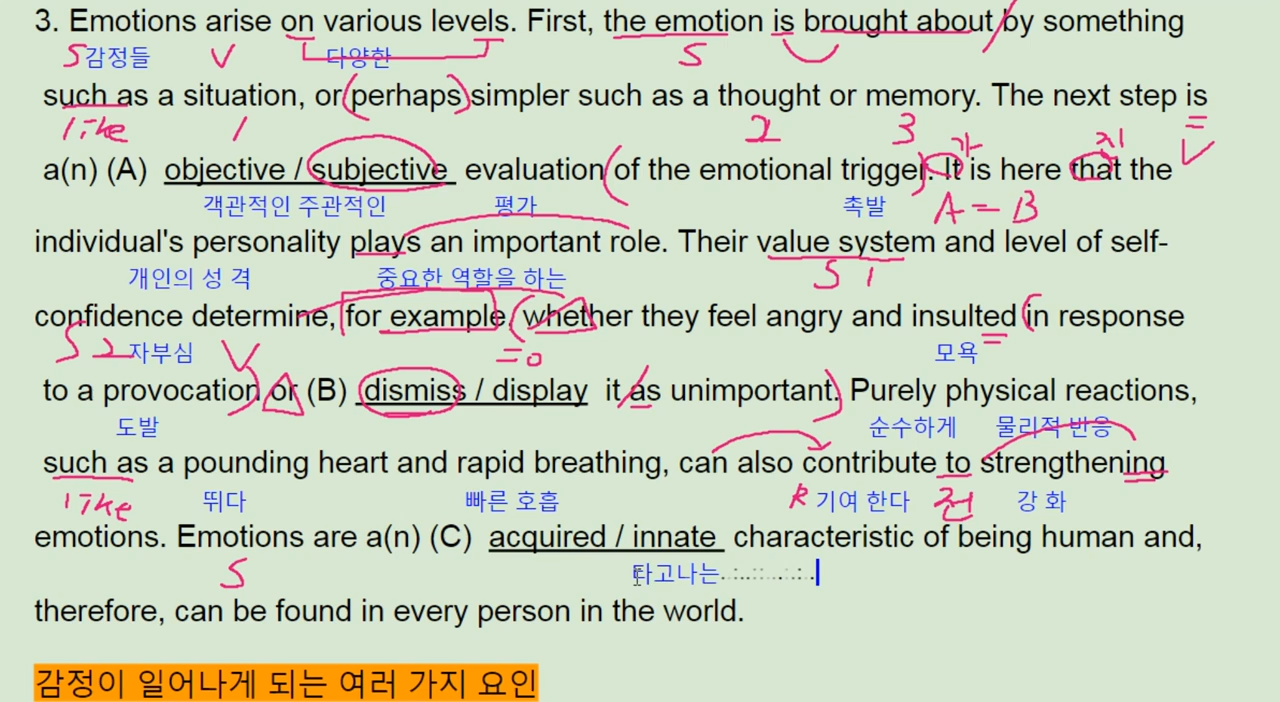 3. Emotions arise on various levels. First, the emotion is brought about by something
S 감정들 V 다양한 S
such as a situation, or perhaps simpler such as a thought or memory. The next step is
like 1 2 3 가 지 = V
a(n) (A) objective / subjective evaluation of the emotional trigger. It is here that the
객관적인 주관적인 평가 촉발 A = B
individual's personality plays an important role. Their value system and level of self-
개인의 성 격 중요한 역할을 하는 S 1
confidence determine, for example, whether they feel angry and insulted in response
S 2 자부심 V =o 모욕 =
to a provocation or (B) dismiss / display it as unimportant. Purely physical reactions,
도발 순수하게 물리적 반응
such as a pounding heart and rapid breathing, can also contribute to strengthening
like 뛰다 빠른 호흡 R 기여 한다 전 강 화
emotions. Emotions are a(n) (C) acquired / innate characteristic of being human and,
S 타고나는
therefore, can be found in every person in the world.
감정이 일어나게 되는 여러 가지 요인